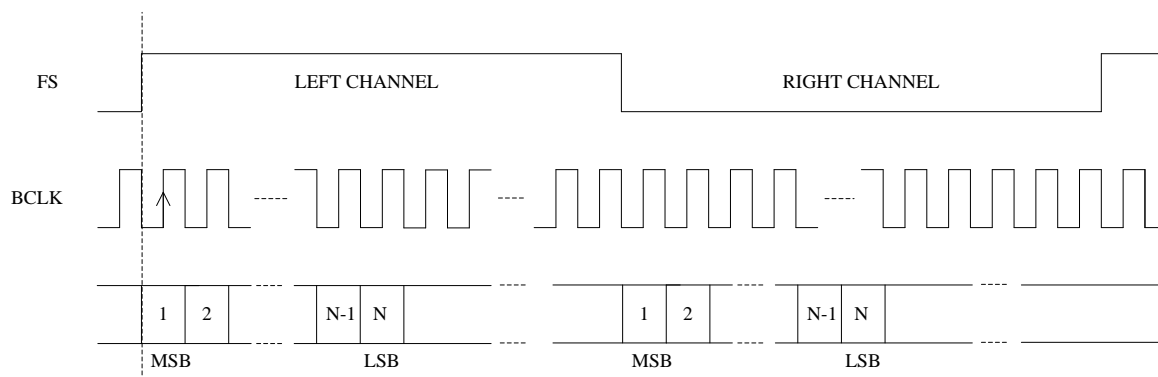 FS
LEFT CHANNEL
RIGHT CHANNEL
BCLK
1
2
N-1
N
1
2
N-1
N
MSB
LSB
MSB
LSB